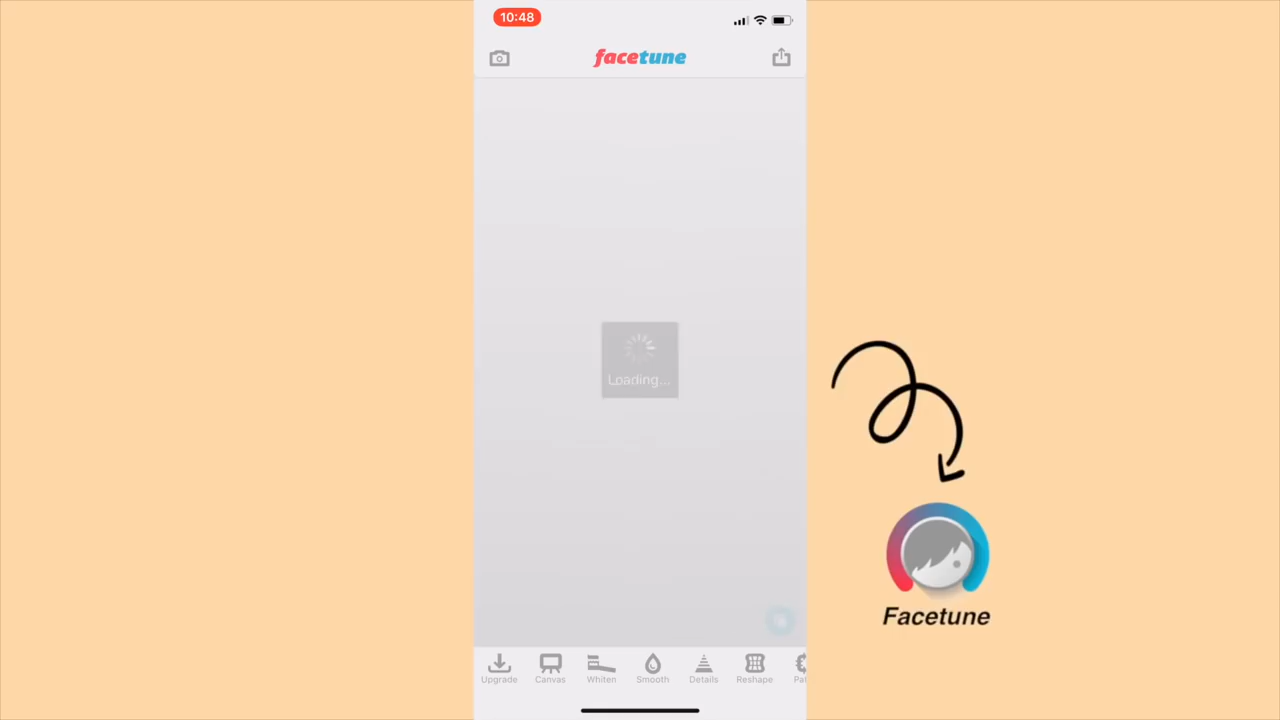 10:48
facetune
Loading...
Upgrade
Canvas
Whiten
Smooth
Details
Reshape
Facetune